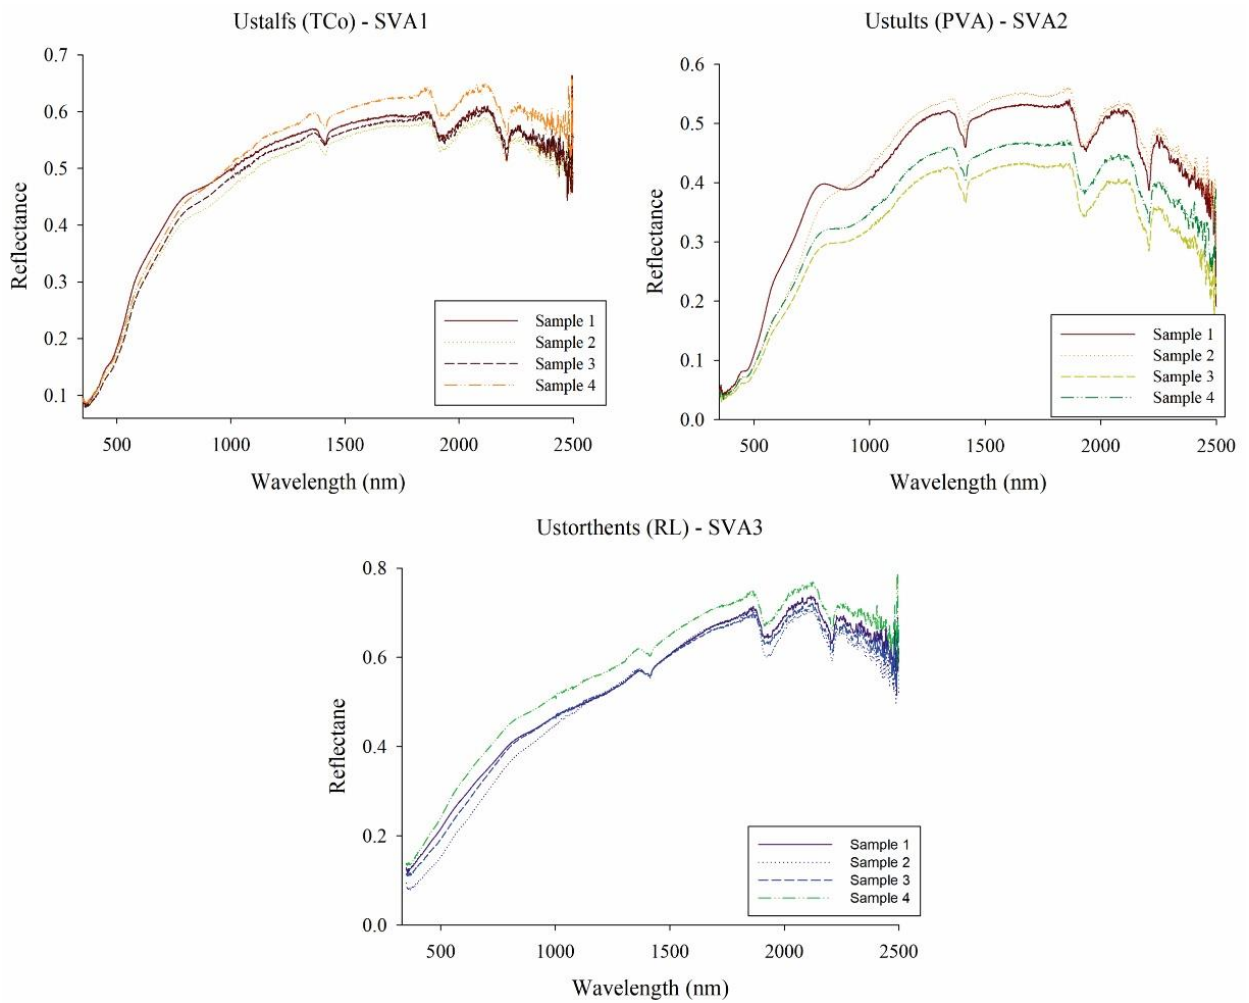 Ustalfs (TCo) - SVA1
0.7
0.6
0.5
0.4
0.3
0.2
0.1
Reflectance
Sample 1
Sample 2
Sample 3
Sample 4
500 1000 1500 2000 2500
Wavelength (nm)
Ustults (PVA) - SVA2
0.6
0.5
0.4
0.3
0.2
0.1
0.0
Reflectance
Sample 1
Sample 2
Sample 3
Sample 4
500 1000 1500 2000 2500
Wavelength (nm)
Ustorthents (RL) - SVA3
0.8
0.6
0.4
0.2
0.0
Reflectane
Sample 1
Sample 2
Sample 3
Sample 4
500 1000 1500 2000 2500
Wavelength (nm)